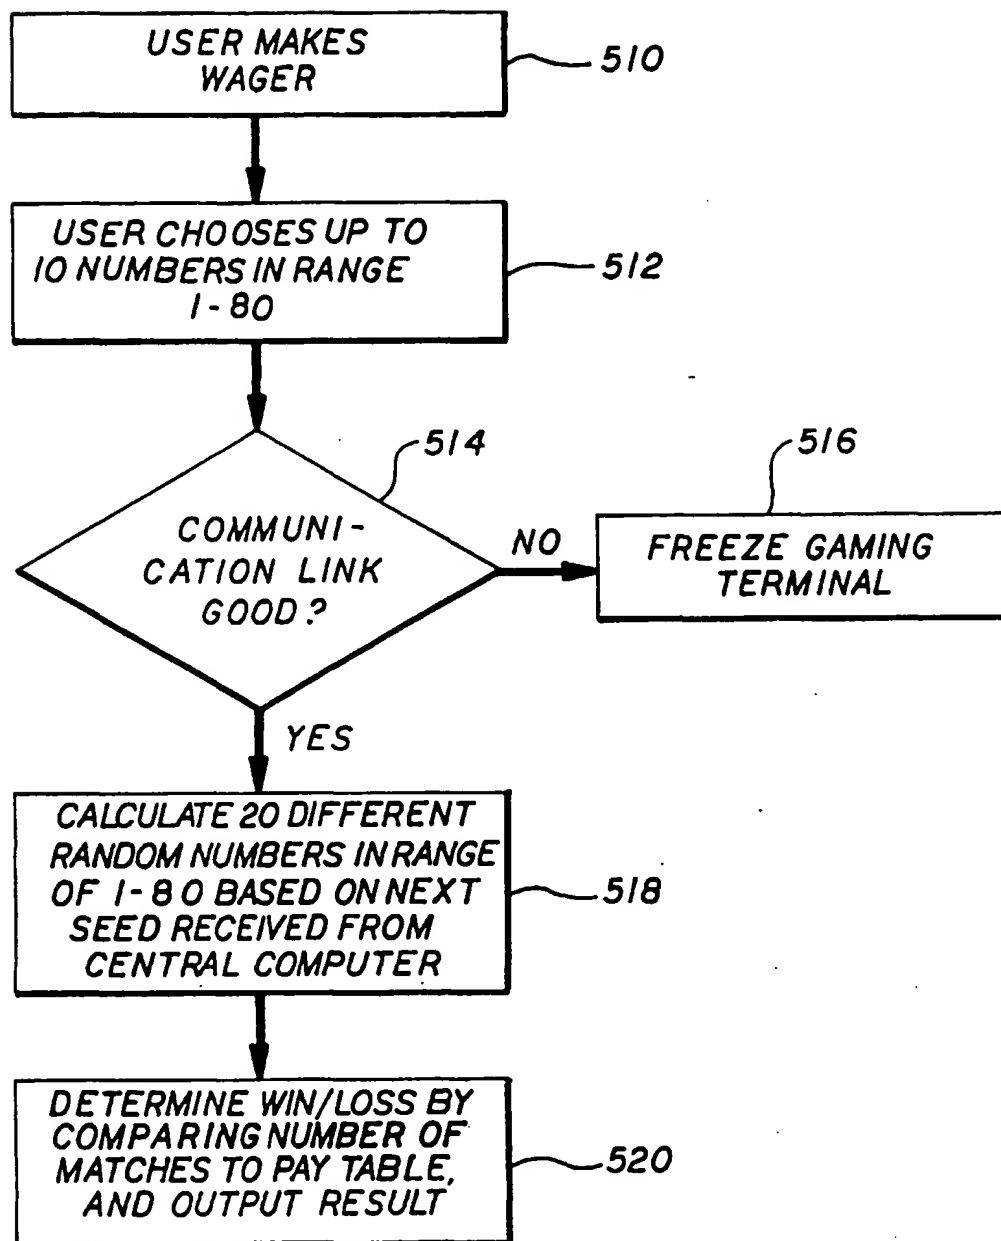 USER MAKES
WAGER
510
USER CHOOSES UP TO
10 NUMBERS IN RANGE
1-80
512
COMMUNI-
CATION LINK
GOOD?
514
NO
FREEZE GAMING
TERMINAL
516
YES
CALCULATE 20 DIFFERENT
RANDOM NUMBERS IN RANGE
OF 1-80 BASED ON NEXT
SEED RECEIVED FROM
CENTRAL COMPUTER
518
DETERMINE WIN/LOSS BY
COMPARING NUMBER OF
MATCHES TO PAY TABLE,
AND OUTPUT RESULT
520